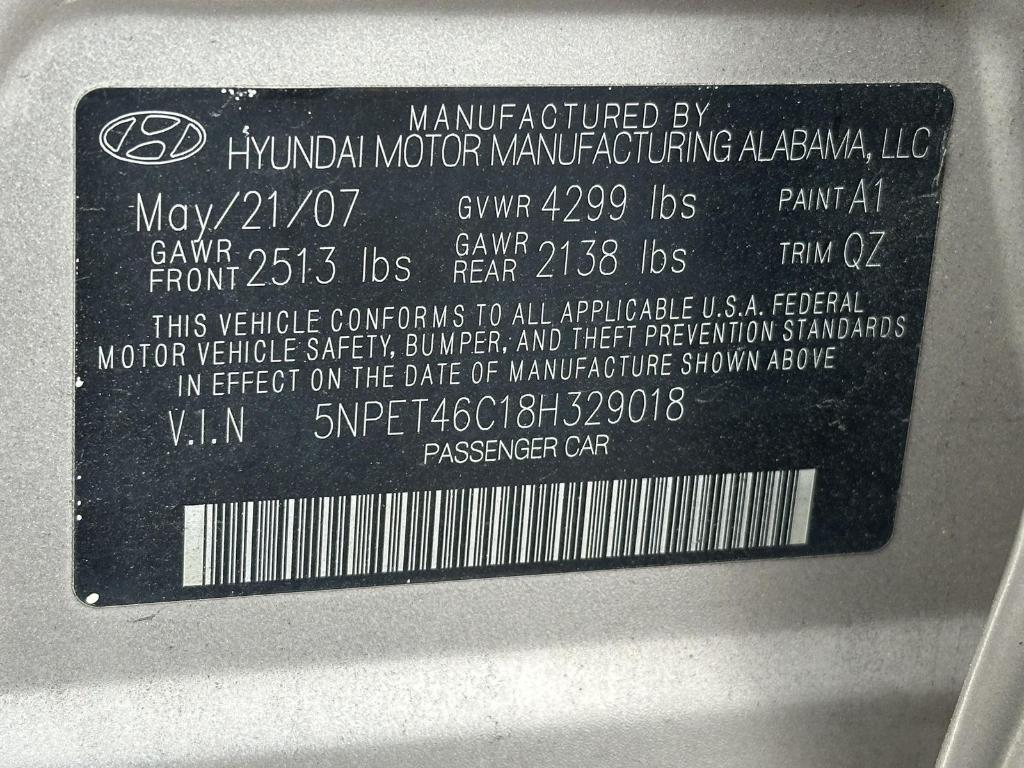 MANUFACTURED BY
HYUNDAI MOTOR MANUFACTURING ALABAMA, LLC
May/21/07 GVWR 4299 lbs PAINT A1
GAWR FRONT 2513 lbs GAWR REAR 2138 lbs TRIM QZ
THIS VEHICLE CONFORMS TO ALL APPLICABLE U.S.A. FEDERAL
MOTOR VEHICLE SAFETY, BUMPER, AND THEFT PREVENTION STANDARDS
IN EFFECT ON THE DATE OF MANUFACTURE SHOWN ABOVE
V.I.N 5NPET46C18H329018
PASSENGER CAR